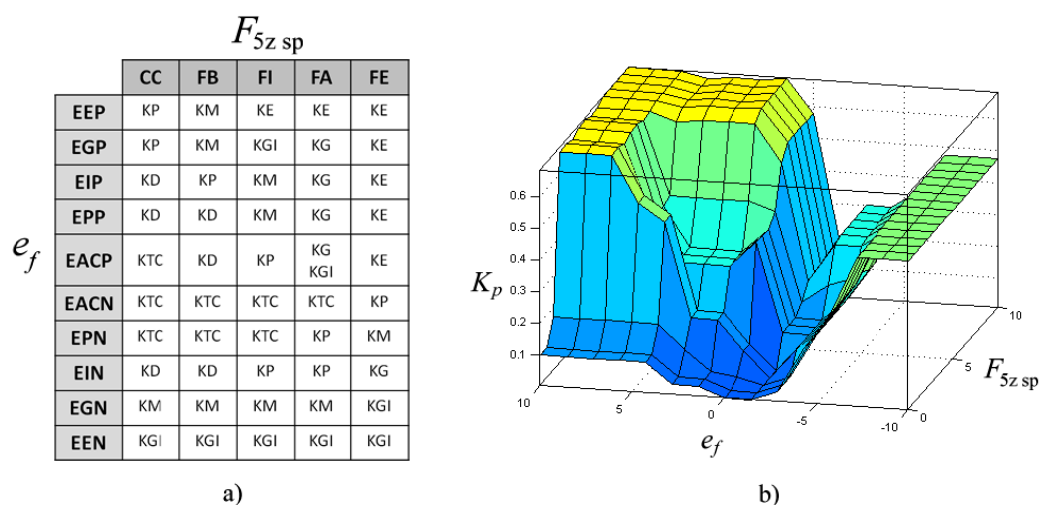 F5z sp
CC FB FI FA FE
EEP KP KM KE KE KE
EGP KP KM KGI KG KE
EIP KD KP KM KG KE
EPP KD KD KM KG KE
EACP KTC KD KP KG KGI KE
EACN KTC KTC KTC KTC KP
EPN KTC KTC KTC KP KM
EIN KD KD KP KP KG
EGN KM KM KM KM KGI
EEN KGI KGI KGI KGI KGI
ef
a)
0.6
0.5
0.4
0.3
0.2
0.1
Kp
10
5
0
-5
-10
ef
0
5
10
F5z sp
b)